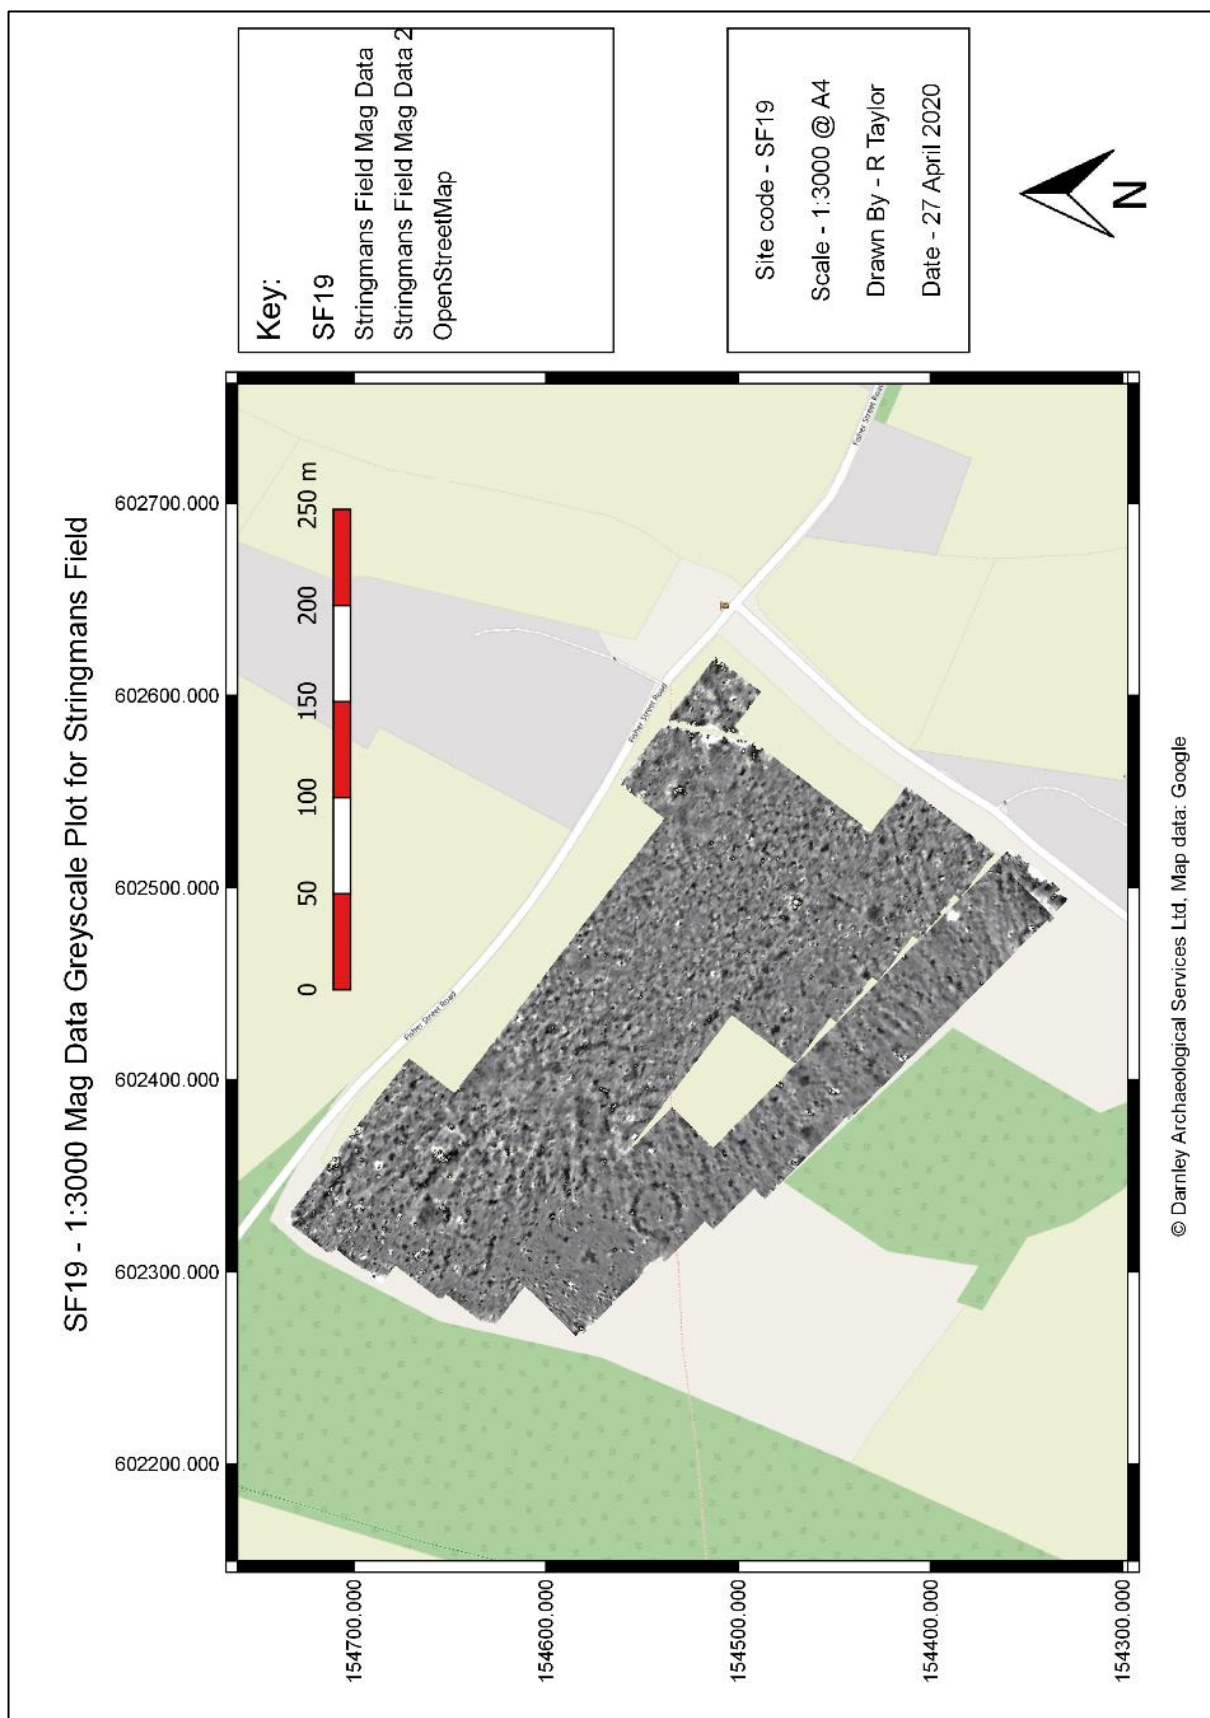 SF19 - 1:3000 Mag Data Greyscale Plot for Stringmans Field
602200.000
602300.000
602400.000
602500.000
602600.000
602700.000
154700.000
154600.000
154500.000
154400.000
154300.000
0
50
100
150
200
250 m
Fisher Street Road
Fisher Street Road
Fisher Street Road
Key:
SF19
Stringmans Field Mag Data
Stringmans Field Mag Data 2
OpenStreetMap
Site code - SF19
Scale - 1:3000 @ A4
Drawn By - R Taylor
Date - 27 April 2020
N
© Darnley Archaeological Services Ltd, Map data: Google